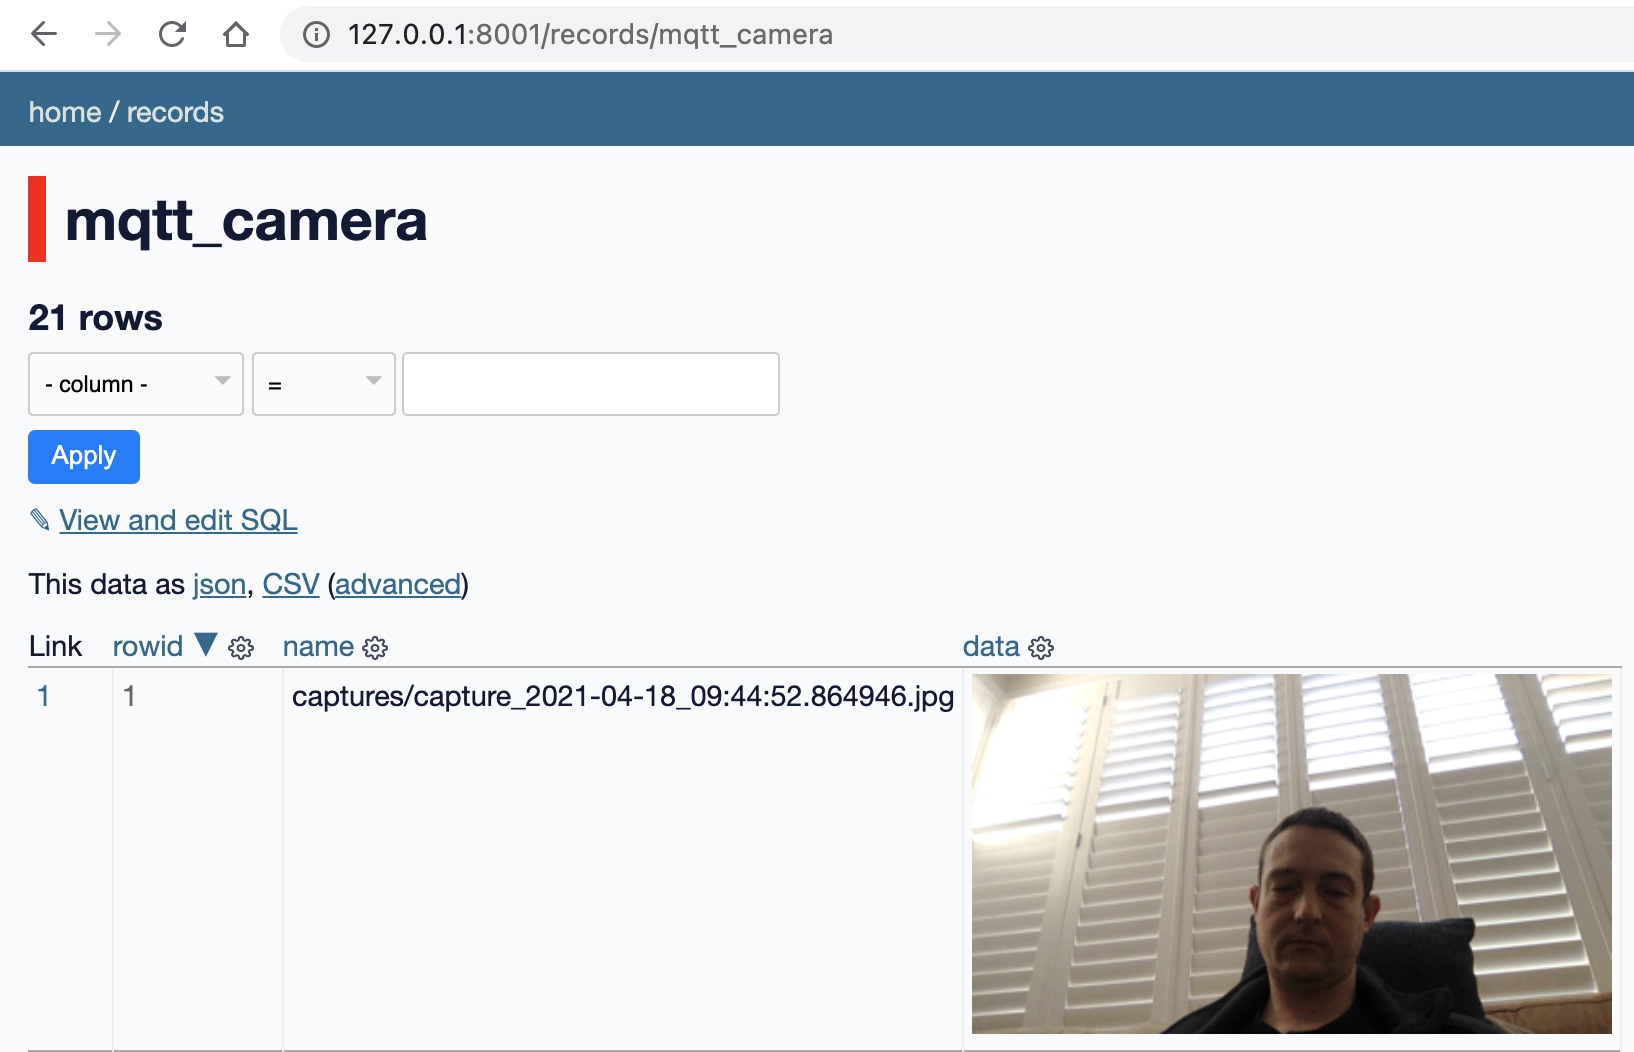 127.0.0.1:8001/records/mqtt_camera
home / records
mqtt_camera
21 rows
- column - =
Apply
✎ View and edit SQL
This data as json, CSV (advanced)
Link rowid ▼ name data
1 1 captures/capture_2021-04-18_09:44:52.864946.jpg